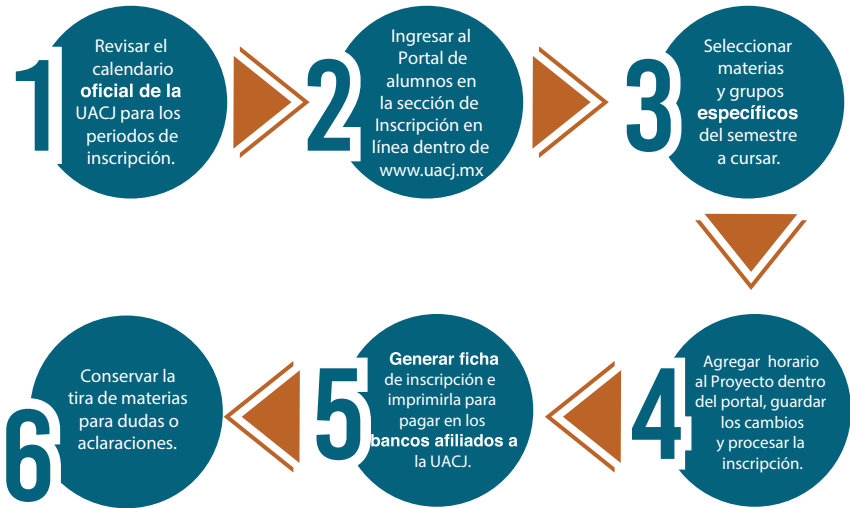 1
Revisar el
calendario
oficial de la
UACJ para los
periodos de
inscripción.
2
Ingresar al
Portal de
alumnos en
la sección de
Inscripción en
línea dentro de
www.uacj.mx
3
Seleccionar
materias
y grupos
específicos
del semestre
a cursar.
4
Agregar horario
al Proyecto dentro
del portal, guardar
los cambios
y procesar la
inscripción.
5
Generar ficha
de inscripción e
imprimirla para
pagar en los
bancos afiliados a
la UACJ.
6
Conservar la
tira de materias
para dudas o
aclaraciones.